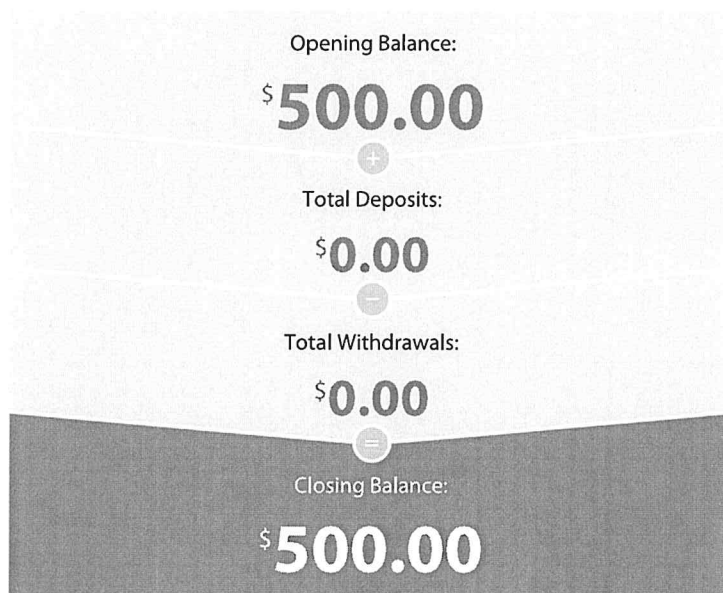 Opening Balance:
$500.00
+
Total Deposits:
$0.00
−
Total Withdrawals:
$0.00
=
Closing Balance:
$500.00